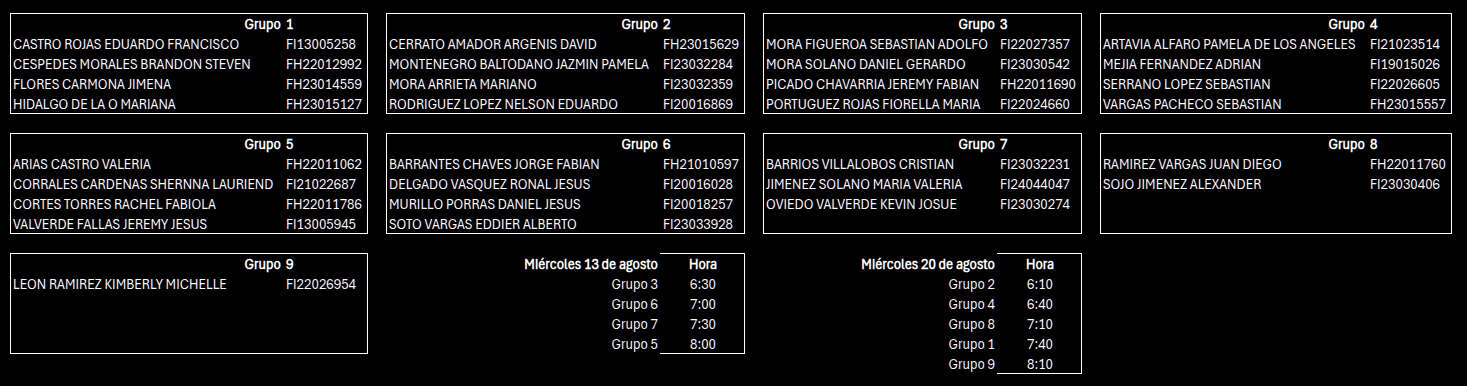 Grupo 1
CASTRO ROJAS EDUARDO FRANCISCO FI13005258
CESPEDES MORALES BRANDON STEVEN FH22012992
FLORES CARMONA JIMENA FH23014559
HIDALGO DE LA O MARIANA FH23015127
Grupo 2
CERRATO AMADOR ARGENIS DAVID FH23015629
MONTENEGRO BALTODANO JAZMIN PAMELA FI23032284
MORA ARRIETA MARIANO FI23032359
RODRIGUEZ LOPEZ NELSON EDUARDO FI20016869
Grupo 3
MORA FIGUEROA SEBASTIAN ADOLFO FI22027357
MORA SOLANO DANIEL GERARDO FI23030542
PICADO CHAVARRIA JEREMY FABIAN FH22011690
PORTUGUEZ ROJAS FIORELLA MARIA FI22024660
Grupo 4
ARTAVIA ALFARO PAMELA DE LOS ANGELES FI21023514
MEJIA FERNANDEZ ADRIAN FI19015026
SERRANO LOPEZ SEBASTIAN FI22026605
VARGAS PACHECO SEBASTIAN FH23015557
Grupo 5
ARIAS CASTRO VALERIA FH22011062
CORRALES CARDENAS SHERNNA LAURIEND FI21022687
CORTES TORRES RACHEL FABIOLA FH22011786
VALVERDE FALLAS JEREMY JESUS FI13005945
Grupo 6
BARRANTES CHAVES JORGE FABIAN FH21010597
DELGADO VASQUEZ RONAL JESUS FI20016028
MURILLO PORRAS DANIEL JESUS FI20018257
SOTO VARGAS EDDIER ALBERTO FI23033928
Grupo 7
BARRIOS VILLALOBOS CRISTIAN FI23032231
JIMENEZ SOLANO MARIA VALERIA FI24044047
OVIEDO VALVERDE KEVIN JOSUE FI23030274
Grupo 8
RAMIREZ VARGAS JUAN DIEGO FH22011760
SOJO JIMENEZ ALEXANDER FI23030406
Grupo 9
LEON RAMIREZ KIMBERLY MICHELLE FI22026954
Miércoles 13 de agosto Hora
Grupo 3 6:30
Grupo 6 7:00
Grupo 7 7:30
Grupo 5 8:00
Miércoles 20 de agosto Hora
Grupo 2 6:10
Grupo 4 6:40
Grupo 8 7:10
Grupo 1 7:40
Grupo 9 8:10